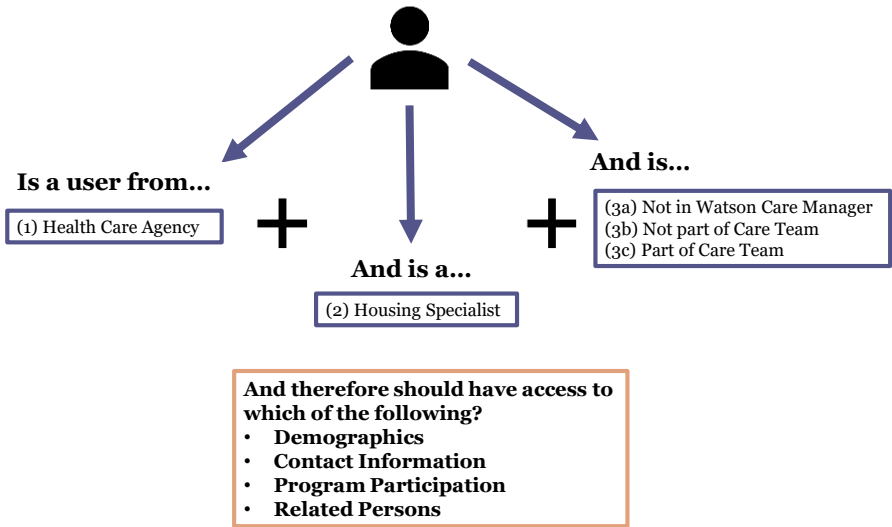 Is a user from...
(1) Health Care Agency
And is a...
(2) Housing Specialist
And is...
(3a) Not in Watson Care Manager
(3b) Not part of Care Team
(3c) Part of Care Team
And therefore should have access to
which of the following?
• Demographics
• Contact Information
• Program Participation
• Related Persons